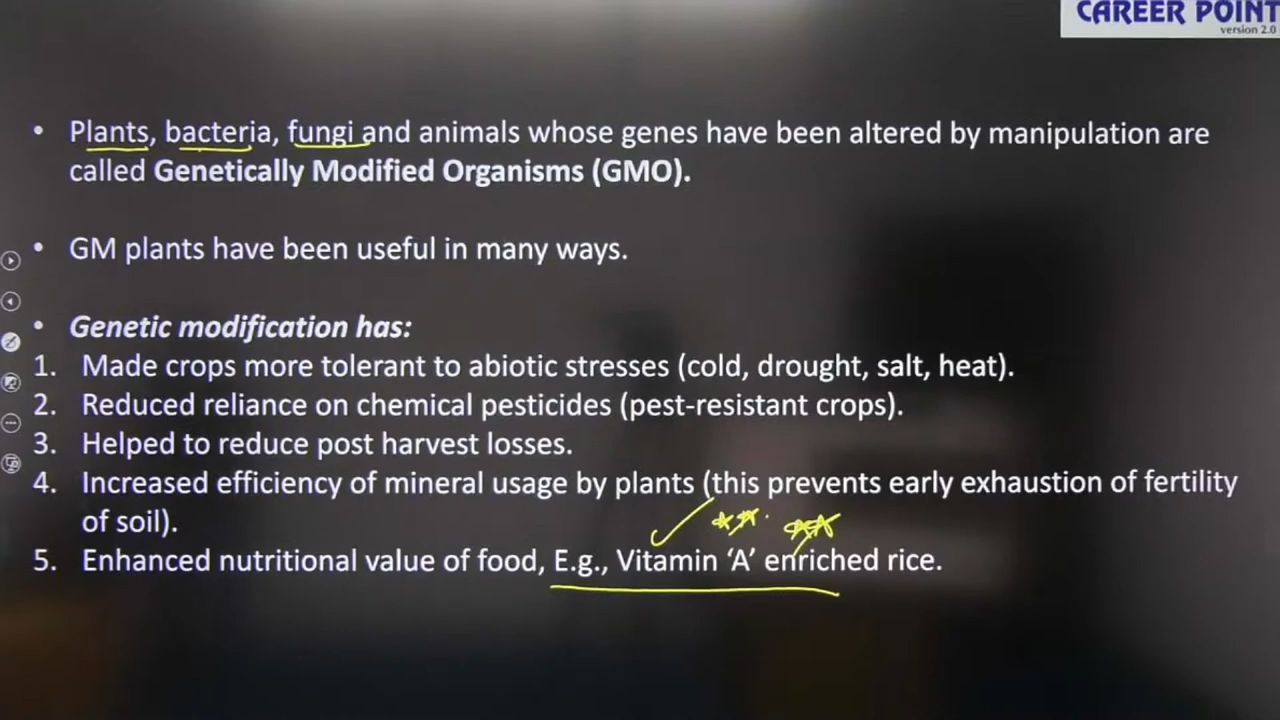 CAREER POINT
version 2.0
• Plants, bacteria, fungi and animals whose genes have been altered by manipulation are
called Genetically Modified Organisms (GMO).
• GM plants have been useful in many ways.
• Genetic modification has:
1. Made crops more tolerant to abiotic stresses (cold, drought, salt, heat).
2. Reduced reliance on chemical pesticides (pest-resistant crops).
3. Helped to reduce post harvest losses.
4. Increased efficiency of mineral usage by plants (this prevents early exhaustion of fertility
of soil).
5. Enhanced nutritional value of food, E.g., Vitamin ‘A’ enriched rice.